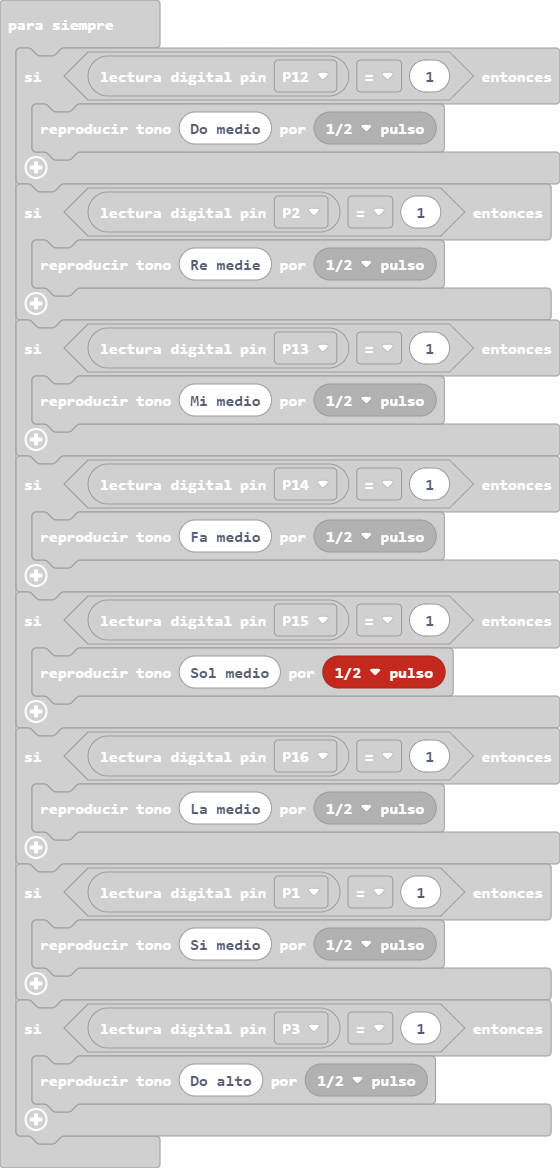 para siempre
si lectura digital pin P12 = 1 entonces
reproducir tono Do medio por 1/2 pulso
si lectura digital pin P2 = 1 entonces
reproducir tono Re medie por 1/2 pulso
si lectura digital pin P13 = 1 entonces
reproducir tono Mi medio por 1/2 pulso
si lectura digital pin P14 = 1 entonces
reproducir tono Fa medio por 1/2 pulso
si lectura digital pin P15 = 1 entonces
reproducir tono Sol medio por 1/2 pulso
si lectura digital pin P16 = 1 entonces
reproducir tono La medio por 1/2 pulso
si lectura digital pin P1 = 1 entonces
reproducir tono Si medio por 1/2 pulso
si lectura digital pin P3 = 1 entonces
reproducir tono Do alto por 1/2 pulso